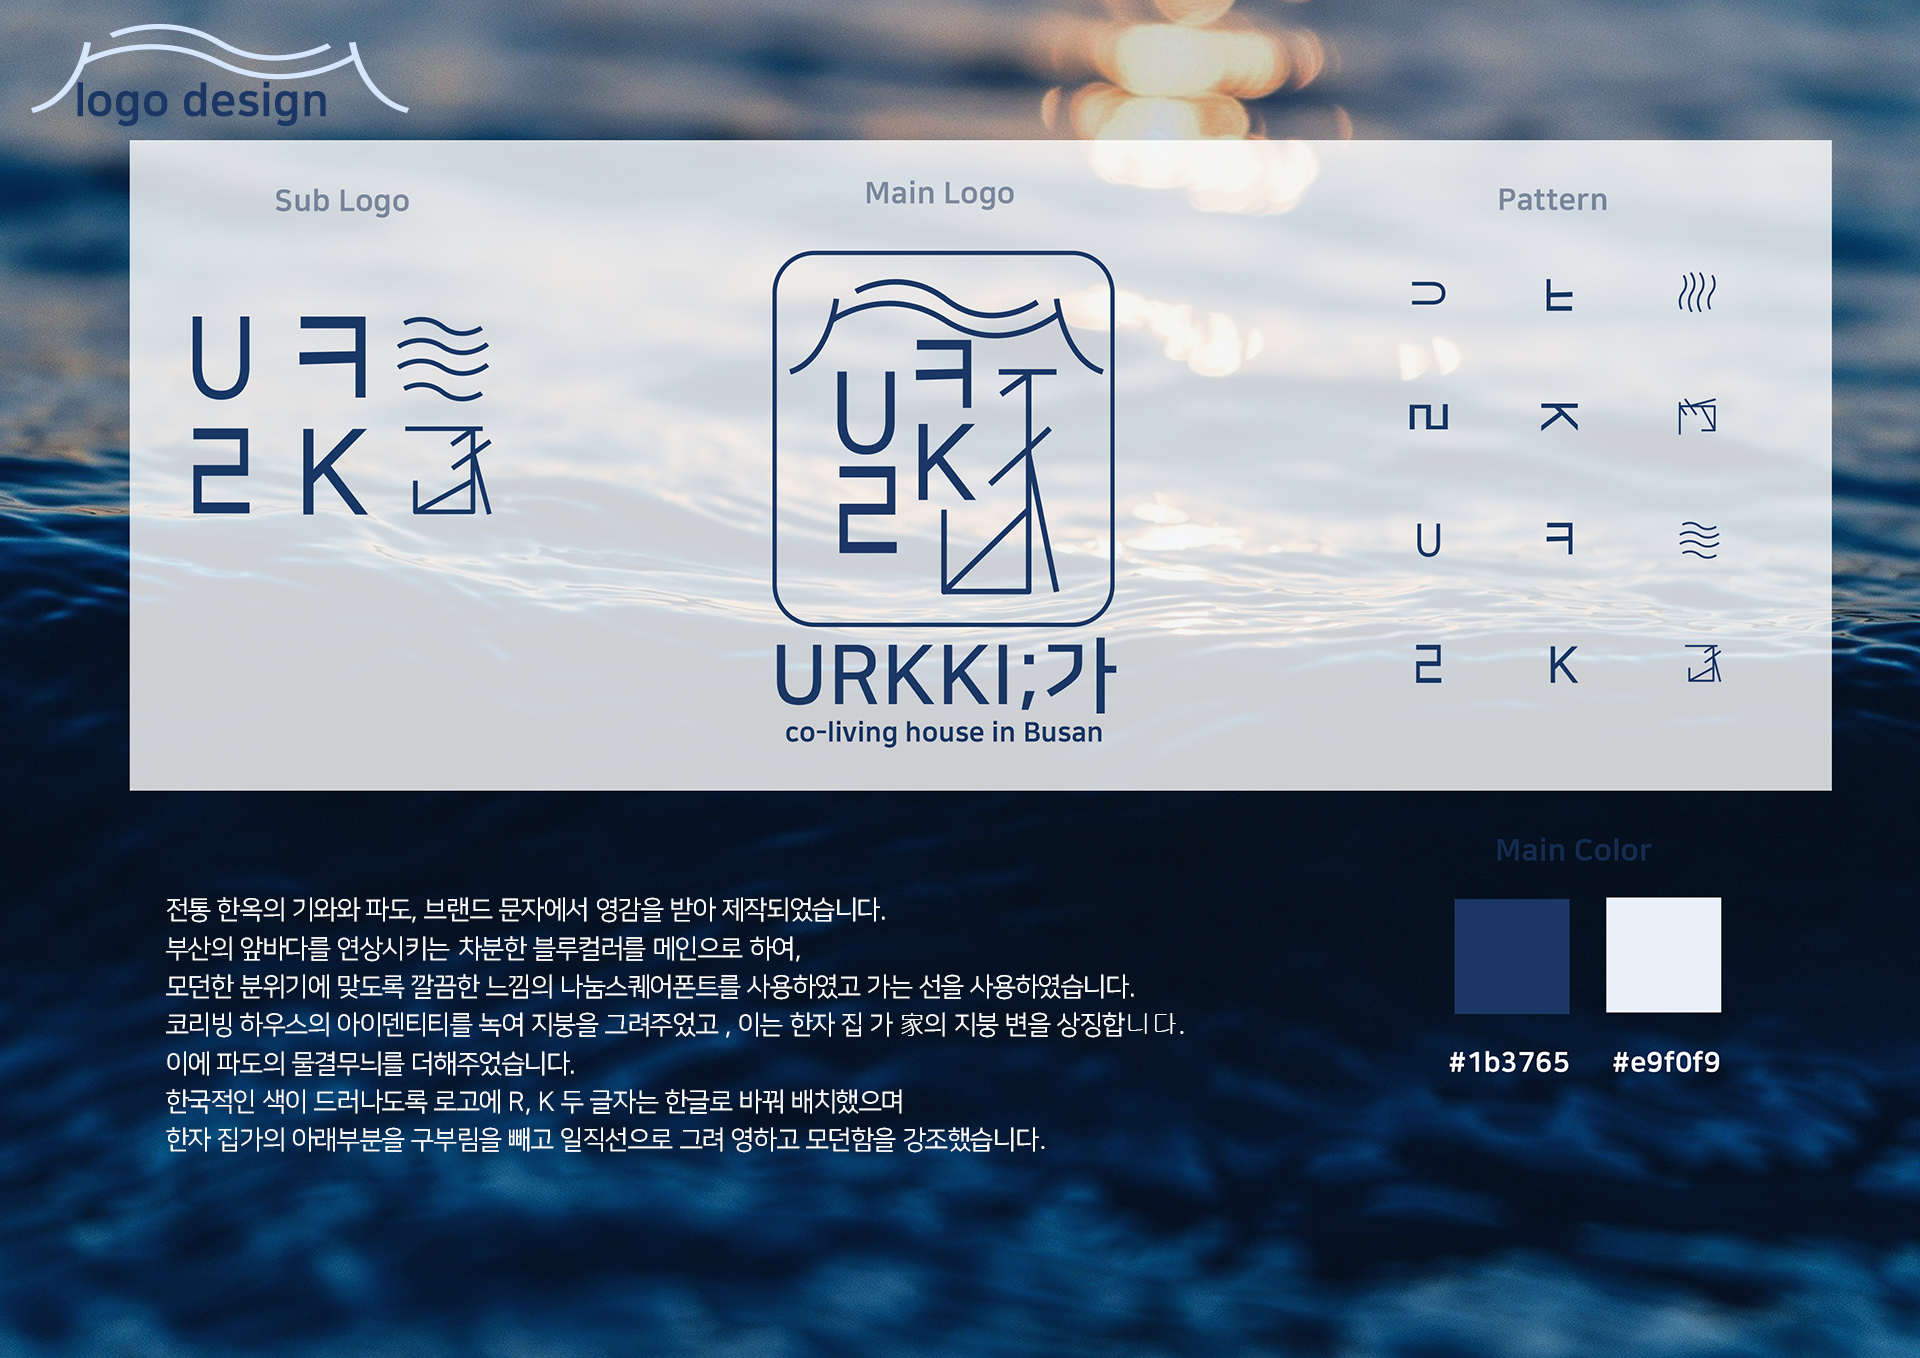 logo design
Sub Logo
Main Logo
Pattern
U ㅋ
ㄹ K
U ㅋ
ㄹ K
URKKI;가
co-living house in Busan
U ㅋ
ㄹ K
U ㅋ
ㄹ K
Main Color
#1b3765 #e9f0f9
전통 한옥의 기와와 파도, 브랜드 문자에서 영감을 받아 제작되었습니다.
부산의 앞바다를 연상시키는 차분한 블루컬러를 메인으로 하여,
모던한 분위기에 맞도록 깔끔한 느낌의 나눔스퀘어폰트를 사용하였고 가는 선을 사용하였습니다.
코리빙 하우스의 아이덴티티를 녹여 지붕을 그려주었고 , 이는 한자 집 가 家의 지붕 변을 상징합니다.
이에 파도의 물결무늬를 더해주었습니다.
한국적인 색이 드러나도록 로고에 R, K 두 글자는 한글로 바꿔 배치했으며
한자 집가의 아래부분을 구부림을 빼고 일직선으로 그려 영하고 모던함을 강조했습니다.